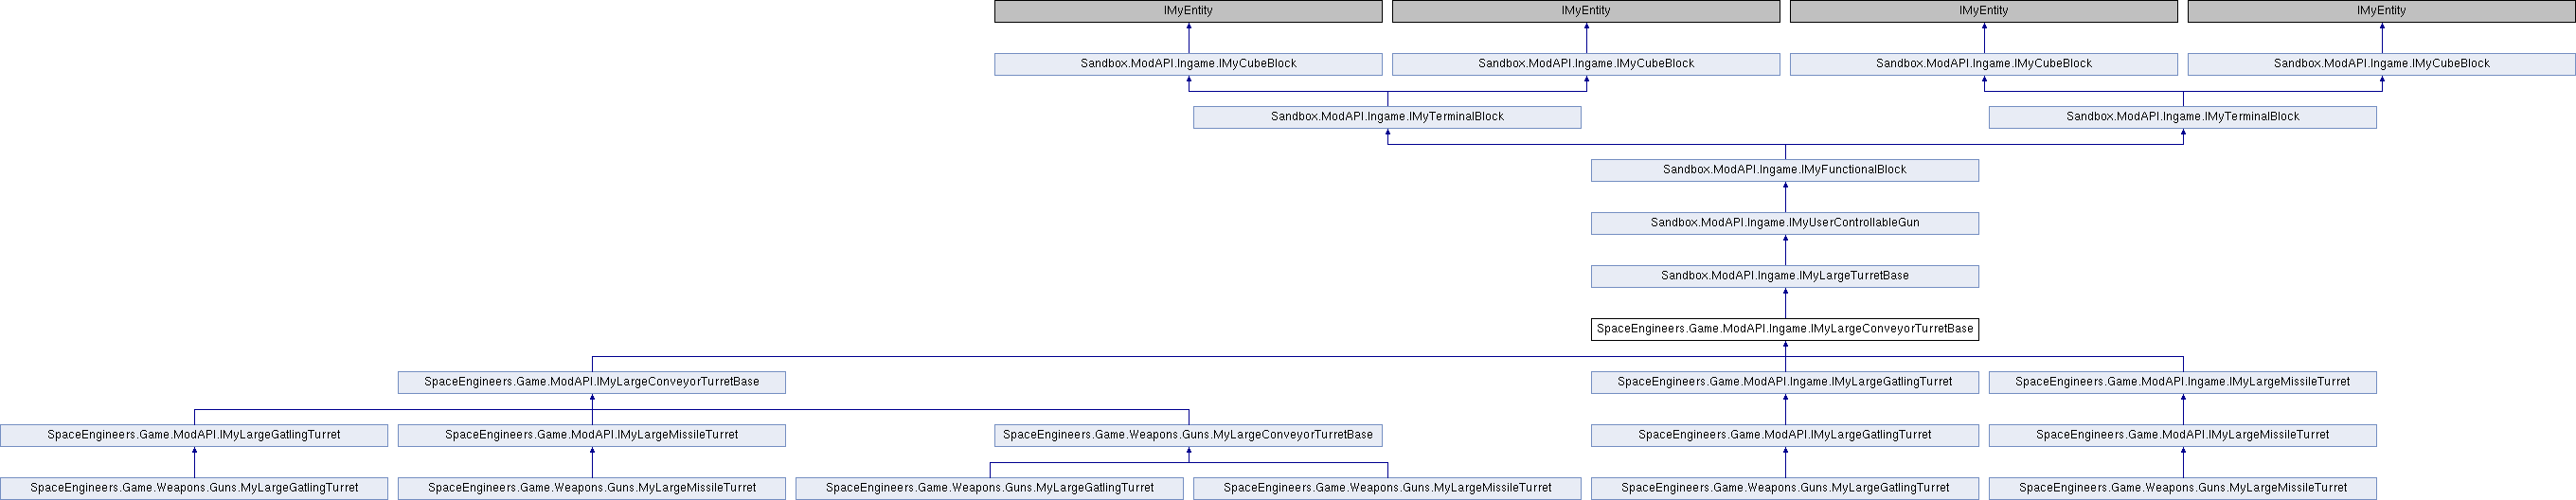 IMyEntity
IMyEntity
IMyEntity
IMyEntity
Sandbox.ModAPI.Ingame.IMyCubeBlock
Sandbox.ModAPI.Ingame.IMyCubeBlock
Sandbox.ModAPI.Ingame.IMyCubeBlock
Sandbox.ModAPI.Ingame.IMyCubeBlock
Sandbox.ModAPI.Ingame.IMyTerminalBlock
Sandbox.ModAPI.Ingame.IMyTerminalBlock
Sandbox.ModAPI.Ingame.IMyFunctionalBlock
Sandbox.ModAPI.Ingame.IMyUserControllableGun
Sandbox.ModAPI.Ingame.IMyLargeTurretBase
SpaceEngineers.Game.ModAPI.Ingame.IMyLargeConveyorTurretBase
SpaceEngineers.Game.ModAPI.IMyLargeConveyorTurretBase
SpaceEngineers.Game.ModAPI.Ingame.IMyLargeGatlingTurret
SpaceEngineers.Game.ModAPI.Ingame.IMyLargeMissileTurret
SpaceEngineers.Game.ModAPI.IMyLargeGatlingTurret
SpaceEngineers.Game.ModAPI.IMyLargeMissileTurret
SpaceEngineers.Game.Weapons.Guns.MyLargeConveyorTurretBase
SpaceEngineers.Game.ModAPI.IMyLargeGatlingTurret
SpaceEngineers.Game.ModAPI.IMyLargeMissileTurret
SpaceEngineers.Game.Weapons.Guns.MyLargeGatlingTurret
SpaceEngineers.Game.Weapons.Guns.MyLargeMissileTurret
SpaceEngineers.Game.Weapons.Guns.MyLargeGatlingTurret
SpaceEngineers.Game.Weapons.Guns.MyLargeMissileTurret
SpaceEngineers.Game.Weapons.Guns.MyLargeGatlingTurret
SpaceEngineers.Game.Weapons.Guns.MyLargeMissileTurret